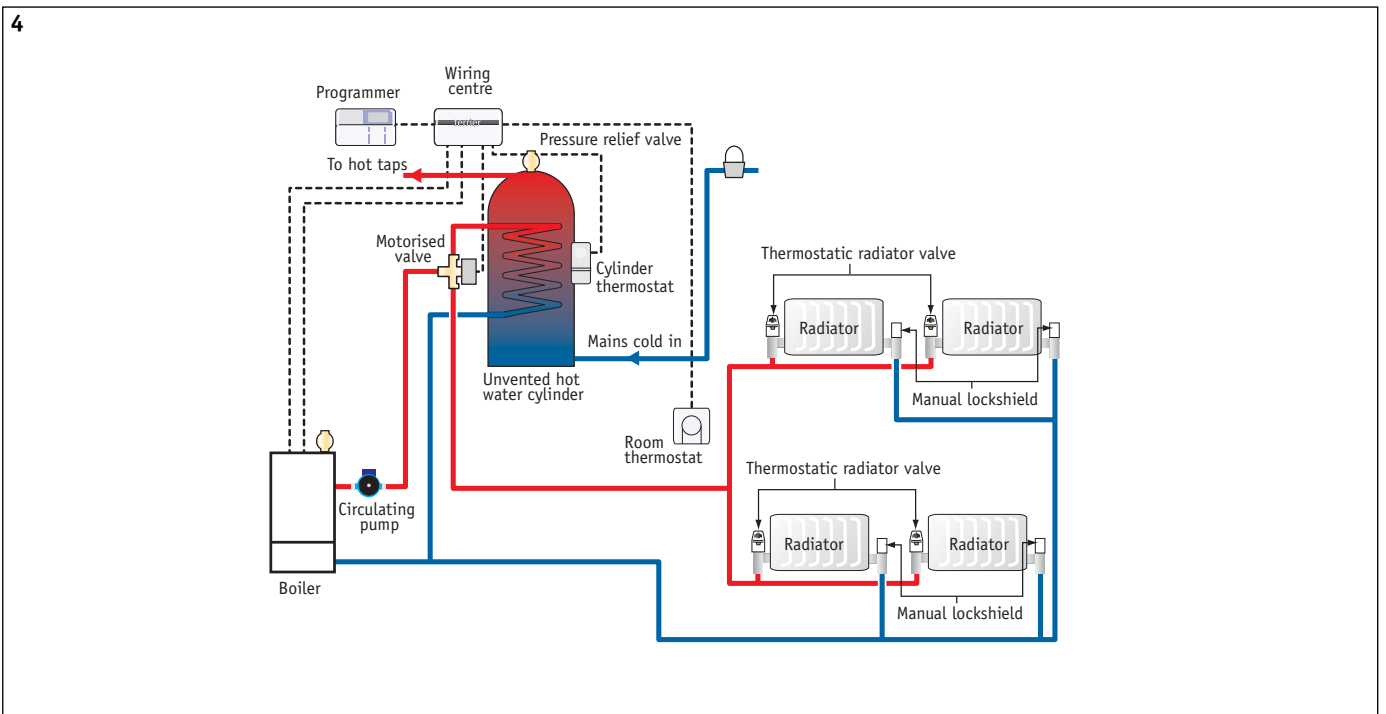 4
Wiring
centre
Programmer
terrier
Pressure relief valve
To hot taps
Motorised
valve
Cylinder
thermostat
Mains cold in
Unvented hot
water cylinder
Thermostatic radiator valve
Radiator
Radiator
Manual lockshield
Room
thermostat
Thermostatic radiator valve
Circulating
pump
Radiator
Radiator
Boiler
Manual lockshield